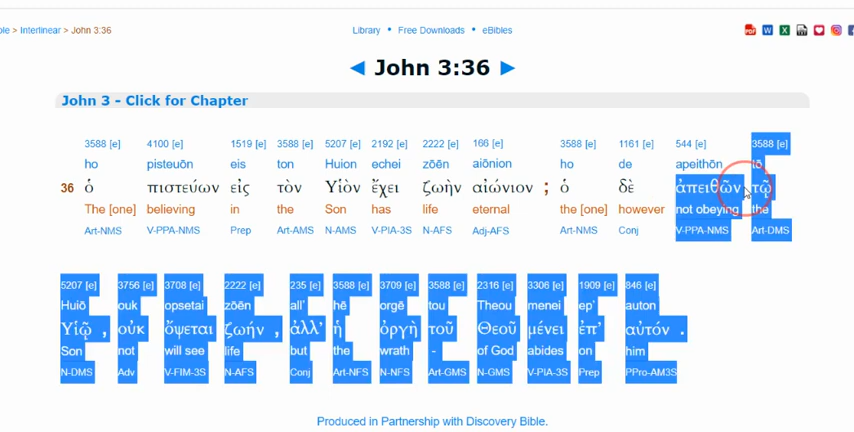 ble > Interlinear > John 3:36
Library • Free Downloads • eBibles
◄ John 3:36 ►
John 3 - Click for Chapter
3588 [e] 4100 [e] 1519 [e] 3588 [e] 5207 [e] 2192 [e] 2222 [e] 166 [e] 3588 [e] 1161 [e] 544 [e] 3588 [e]
ho pisteuōn eis ton Huion echei zōēn aiōnion ho de apeithōn tō
36 ὁ πιστεύων εἰς τὸν Υἱὸν ἔχει ζωὴν αἰώνιον ; ὁ δὲ ἀπειθῶν τῷ
The [one] believing in the Son has life eternal the [one] however not obeying the
Art-NMS V-PPA-NMS Prep Art-AMS N-AMS V-PIA-3S N-AFS Adj-AFS Art-NMS Conj V-PPA-NMS Art-DMS
5207 [e] 3756 [e] 3708 [e] 2222 [e] 235 [e] 3588 [e] 3709 [e] 3588 [e] 2316 [e] 3306 [e] 1909 [e] 846 [e]
Huiō ouk opsetai zōēn all' hē orgē tou Theou menei ep' auton
Υἱῷ , οὐκ ὄψεται ζωήν , ἀλλ' ἡ ὀργὴ τοῦ Θεοῦ μένει ἐπ' αὐτόν .
Son not will see life but the wrath - of God abides on him
N-DMS Adv V-FIM-3S N-AFS Conj Art-NFS N-NFS Art-GMS N-GMS V-PIA-3S Prep PPro-AM3S
Produced in Partnership with Discovery Bible.